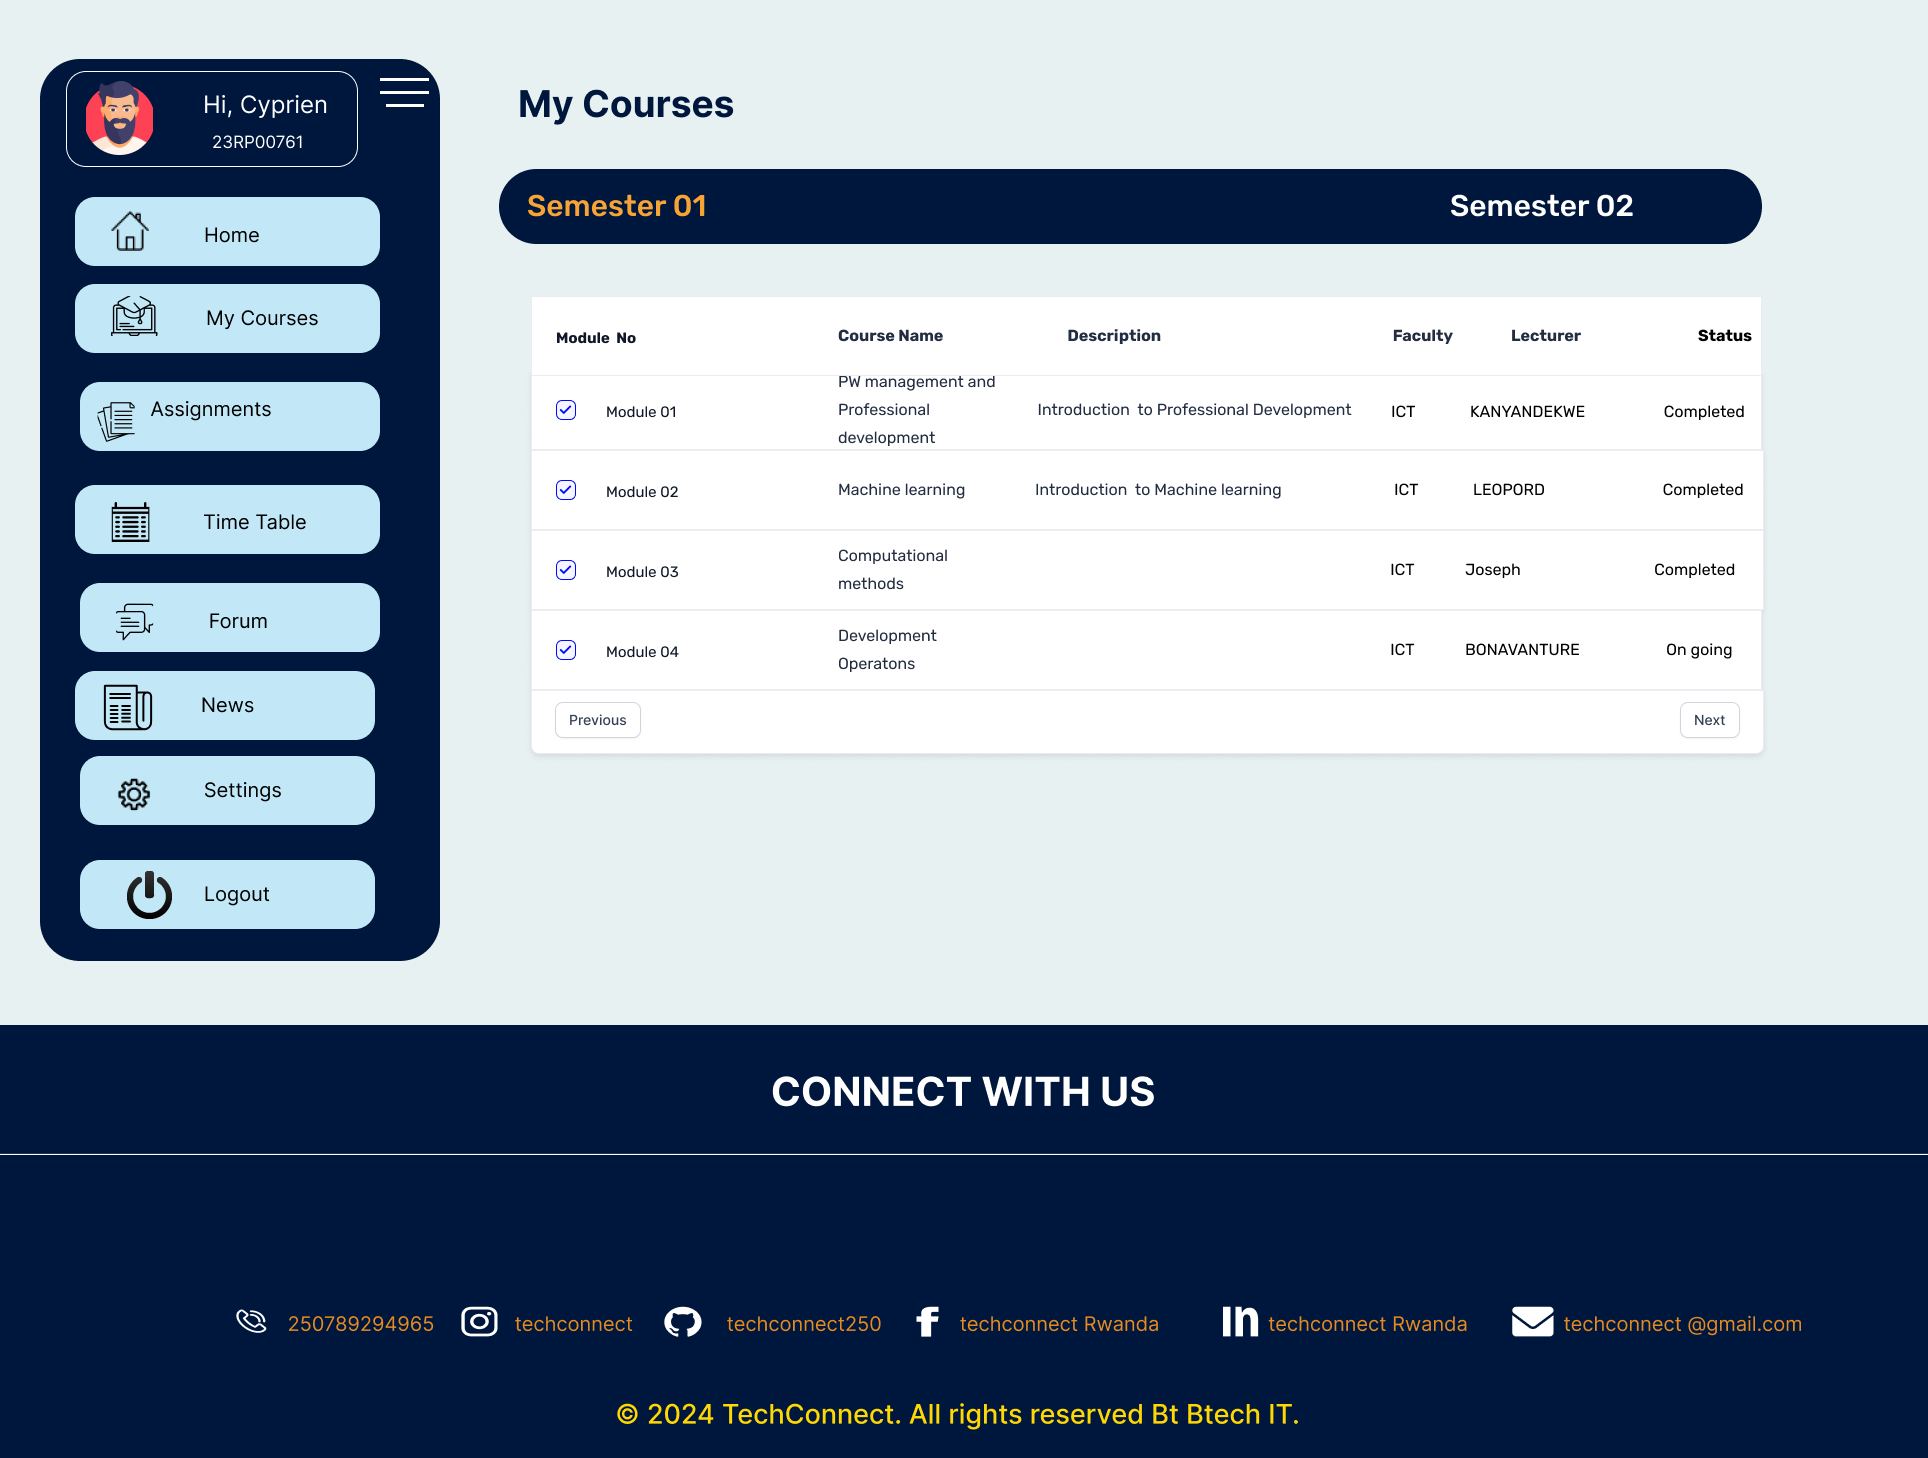 Hi, Cyprien
23RP00761
Home
My Courses
Assignments
Time Table
Forum
News
Settings
Logout
My Courses
Semester 01 Semester 02
Module No Course Name Description Faculty Lecturer Status
Module 01 PW management and Professional development Introduction to Professional Development ICT KANYANDEKWE Completed
Module 02 Machine learning Introduction to Machine learning ICT LEOPORD Completed
Module 03 Computational methods ICT Joseph Completed
Module 04 Development Operatons ICT BONAVANTURE On going
Previous Next
CONNECT WITH US
250789294965 techconnect techconnect250 techconnect Rwanda techconnect Rwanda techconnect @gmail.com
© 2024 TechConnect. All rights reserved Bt Btech IT.